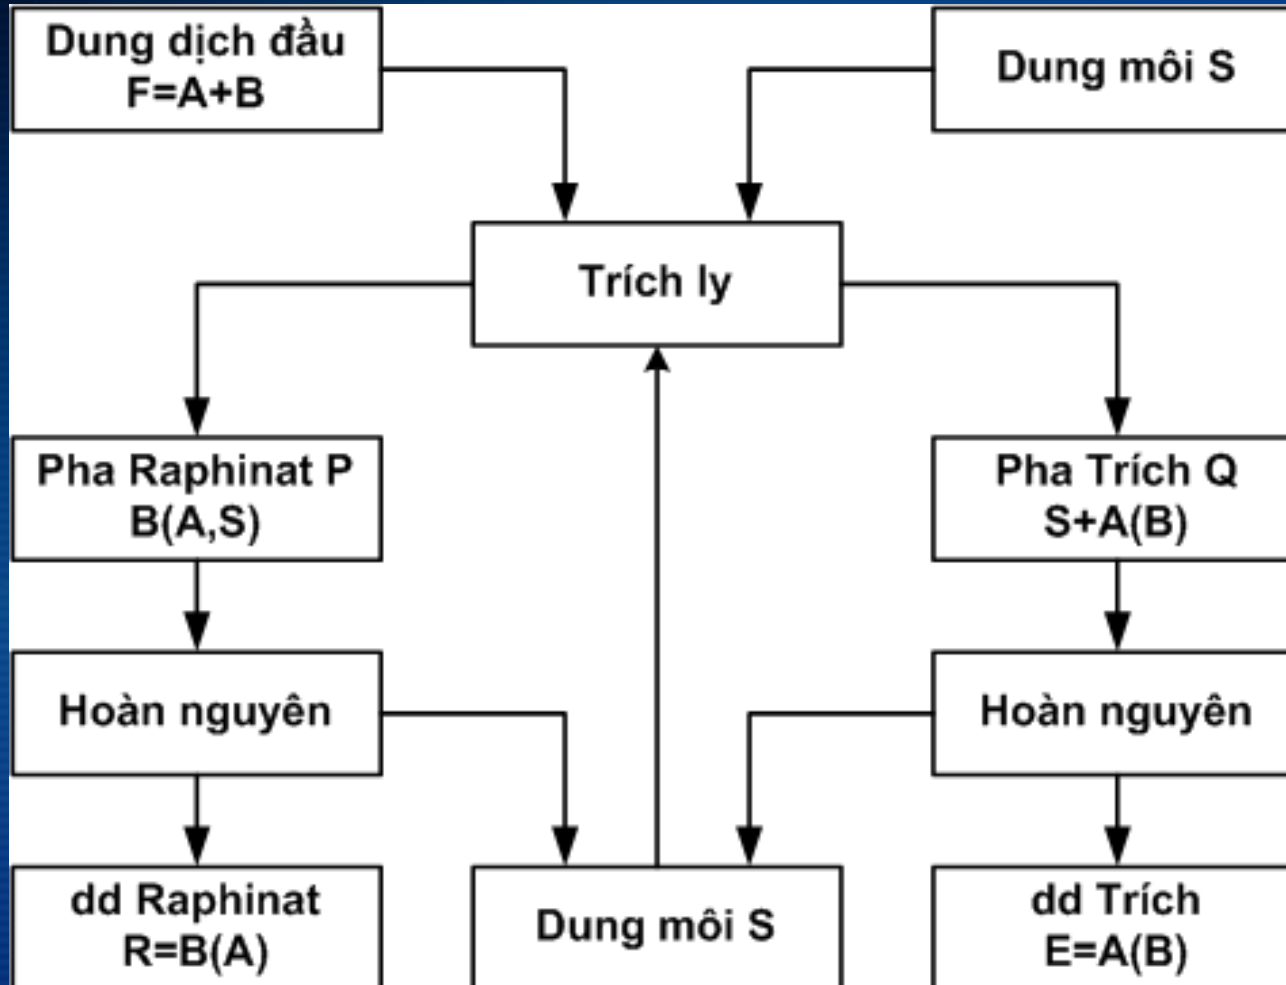 Dung dịch đầu
F=A+B
Dung môi S
Trích ly
Pha Raphinat P
B(A,S)
Pha Trích Q
S+A(B)
Hoàn nguyên
Hoàn nguyên
dd Raphinat
R=B(A)
Dung môi S
dd Trích
E=A(B)